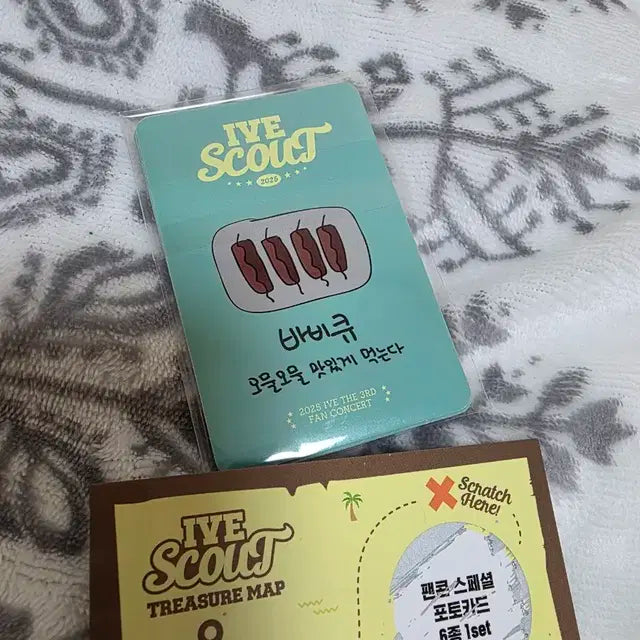 IVE
SCOUT
2025
바비큐
오믈오믈 맛있게 먹는다
2025 IVE THE 3RD
FAN CONCERT
IVE
SCOUT
TREASURE MAP
Scratch
Here!
팬콘 스페셜
포토카드
6종 1set